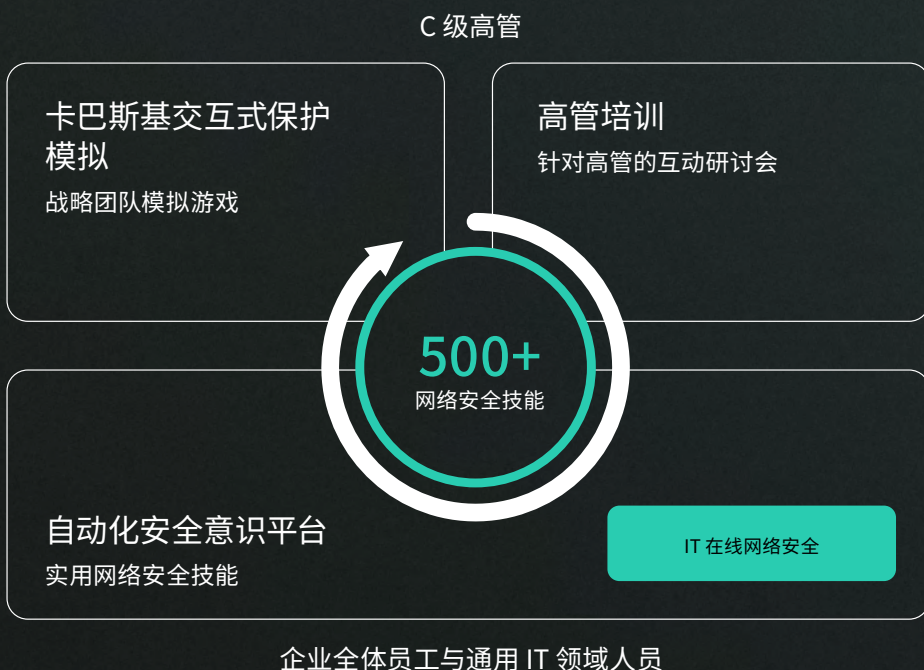 C 级高管
卡巴斯基交互式保护
模拟
战略团队模拟游戏
高管培训
针对高管的互动研讨会
500+
网络安全技能
自动化安全意识平台
实用网络安全技能
IT 在线网络安全
企业全体员工与通用 IT 领域人员